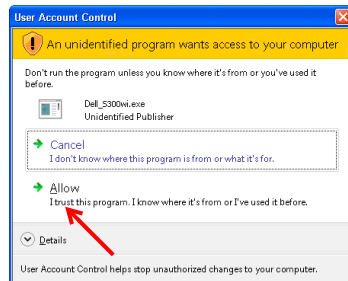 User Account Control
An unidentified program wants access to your computer
Don't run the program unless you know where it's from or you've used it
before.
Dell_5300wi.exe
Unidentified Publisher
Cancel
I don't know where this program is from or what it's for.
Allow
I trust this program. I know where it's from or I've used it before.
Details
User Account Control helps stop unauthorized changes to your computer.